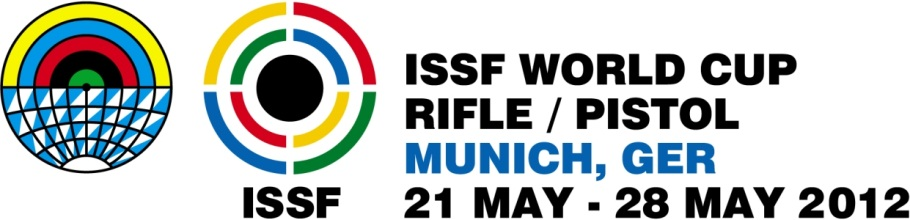 ISSF
ISSF WORLD CUP
RIFLE / PISTOL
MUNICH, GER
21 MAY - 28 MAY 2012